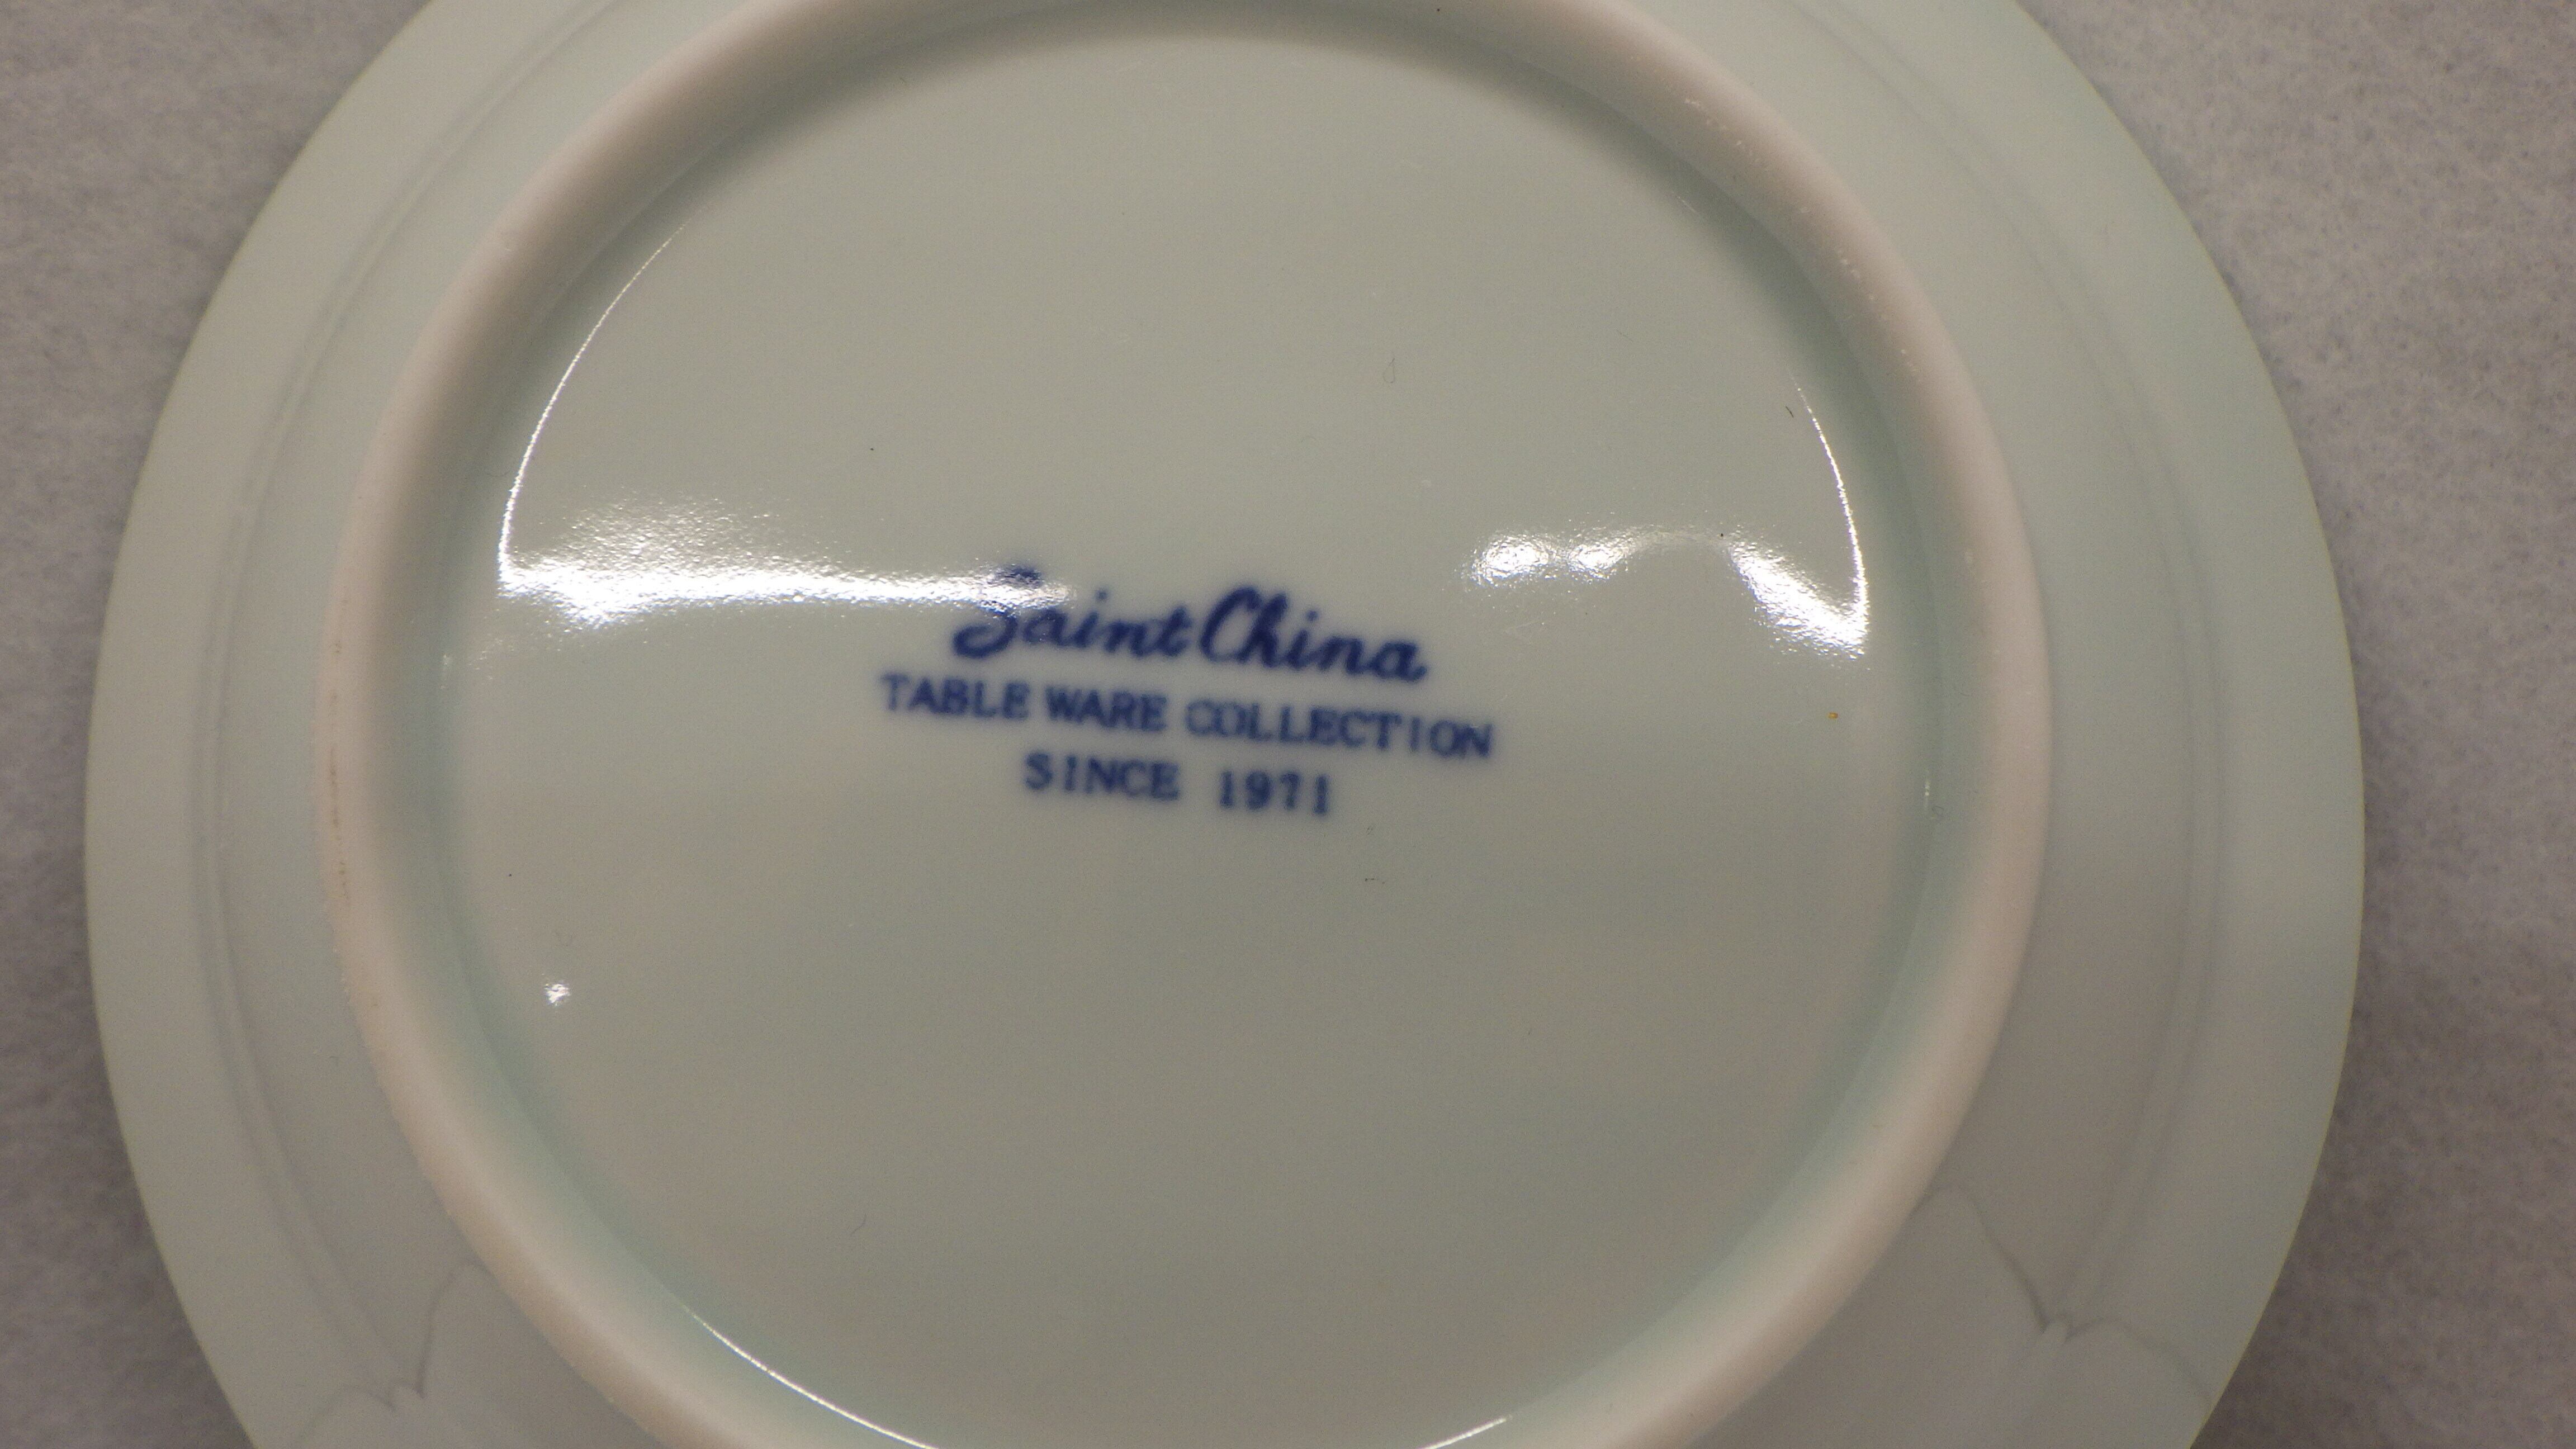 Saint China
TABLE WARE COLLECTION
SINCE 1971